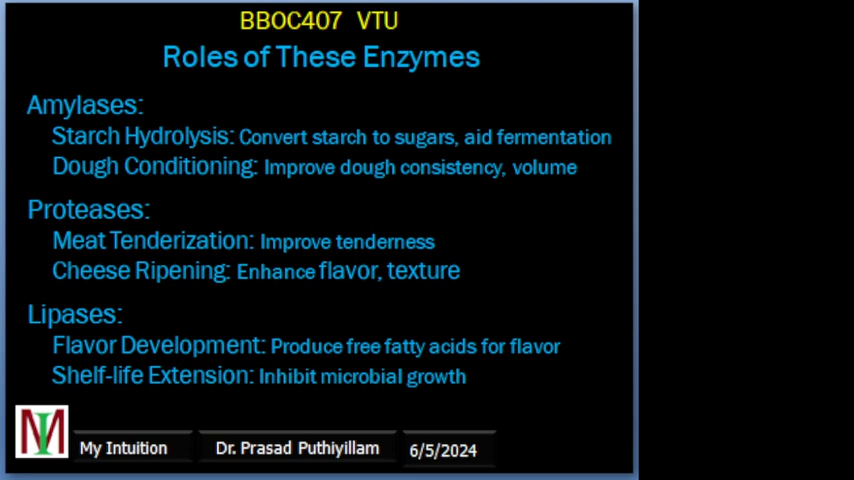 BBOC407 VTU
Roles of These Enzymes
Amylases:
Starch Hydrolysis: Convert starch to sugars, aid fermentation
Dough Conditioning: Improve dough consistency, volume
Proteases:
Meat Tenderization: Improve tenderness
Cheese Ripening: Enhance flavor, texture
Lipases:
Flavor Development: Produce free fatty acids for flavor
Shelf-life Extension: Inhibit microbial growth
MI
My Intuition
Dr. Prasad Puthiyillam
6/5/2024